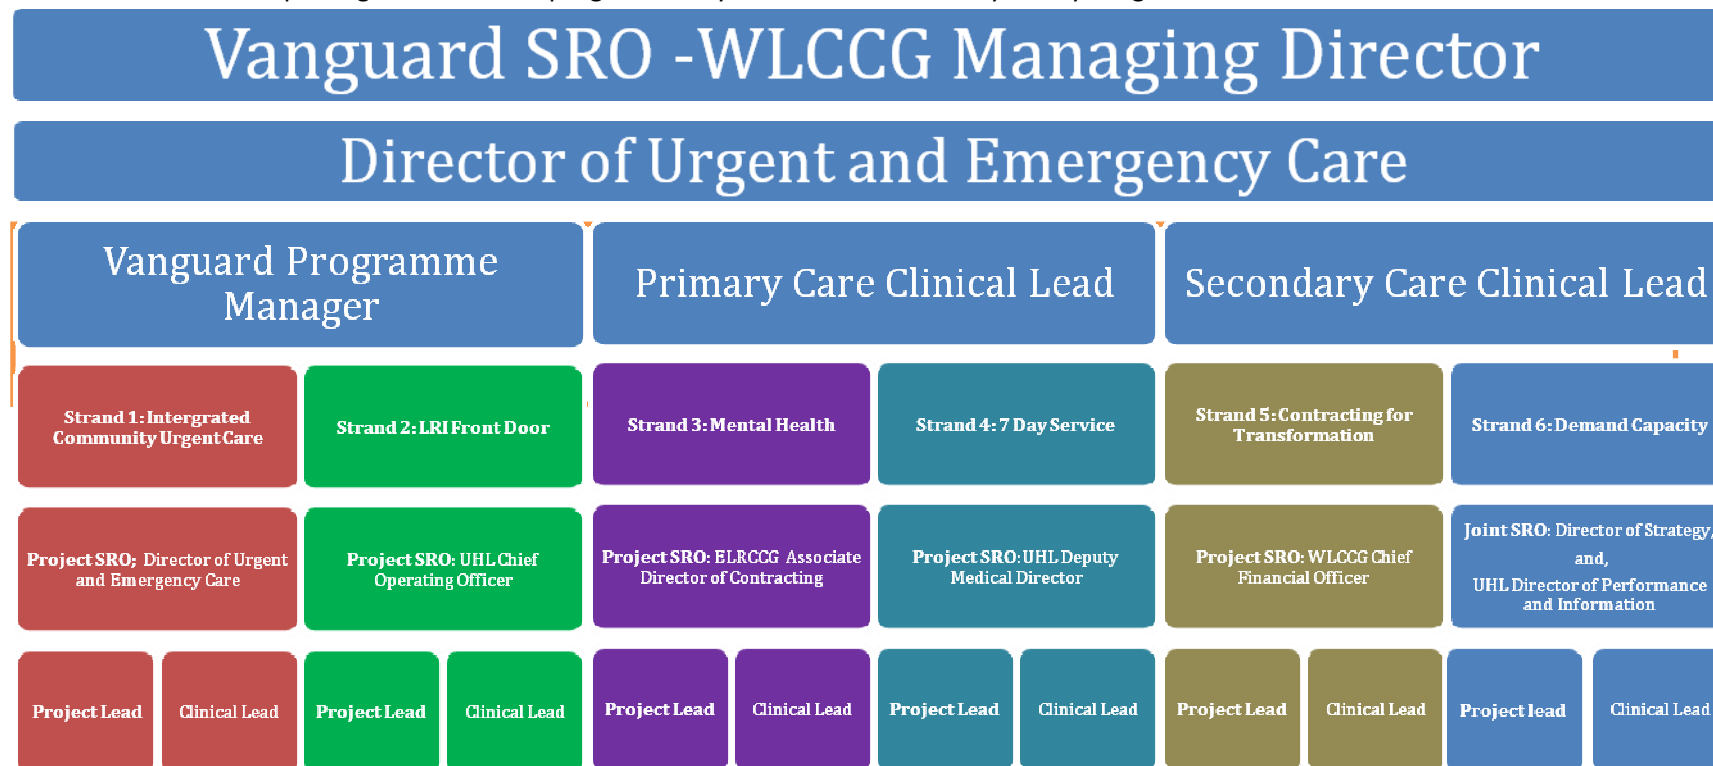 Vanguard SRO -WLCCG Managing Director
Director of Urgent and Emergency Care
Vanguard Programme
Manager
Primary Care Clinical Lead
Secondary Care Clinical Lead
Strand 1: Intergrated
Community Urgent Care
Strand 2: LRI Front Door
Strand 3: Mental Health
Strand 4: 7 Day Service
Strand 5: Contracting for
Transformation
Strand 6: Demand Capacity
Project SRO; Director of Urgent
and Emergency Care
Project SRO: UHL Chief
Operating Officer
Project SRO: ELRCCG Associate
Director of Contracting
Project SRO: UHL Deputy
Medical Director
Project SRO: WLCCG Chief
Financial Officer
Joint SRO: Director of Strategy,
and,
UHL Director of Performance
and Information
Project Lead
Clinical Lead
Project Lead
Clinical Lead
Project Lead
Clinical Lead
Project Lead
Clinical Lead
Project Lead
Clinical Lead
Project lead
Clinical Lead